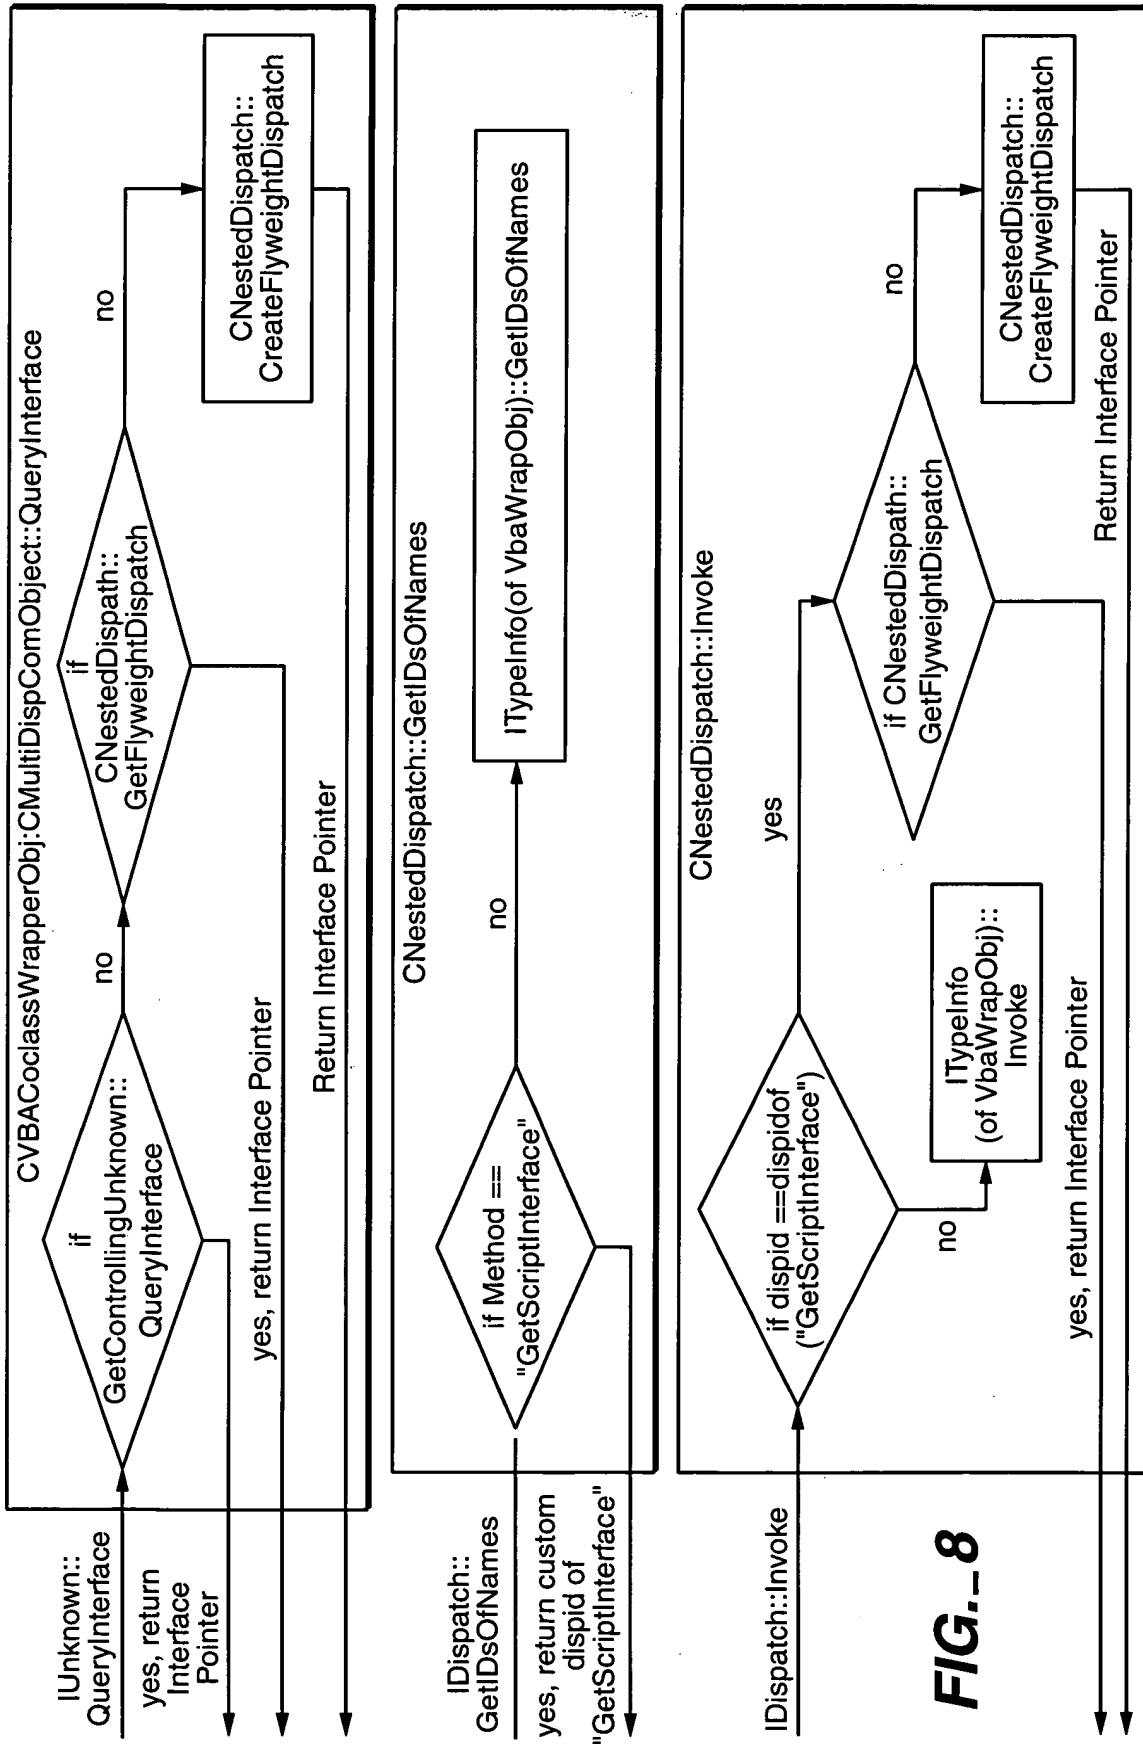 CVBACoclassWrapperObj:CMultiDispComObject::QueryInterface
IUnknown::
QueryInterface
if
GetControllingUnknown::
QueryInterface
no
if
CNestedDispath::
GetFlyweightDispatch
no
CNestedDispatch::
CreateFlyweightDispatch
yes, return
Interface
Pointer
yes, return Interface Pointer
Return Interface Pointer
CNestedDispatch::GetIDsOfNames
IDispatch::
GetIDsOfNames
if Method ==
"GetScriptInterface"
no
ITypeInfo(of VbaWrapObj)::GetIDsOfNames
yes, return custom
dispid of
"GetScriptInterface"
CNestedDispatch::Invoke
IDispatch::Invoke
if dispid ==dispidof
("GetScriptInterface")
yes
no
ITypeInfo
(of VbaWrapObj)::
Invoke
if CNestedDispath::
GetFlyweightDispatch
no
CNestedDispatch::
CreateFlyweightDispatch
yes, return Interface Pointer
Return Interface Pointer
FIG._8